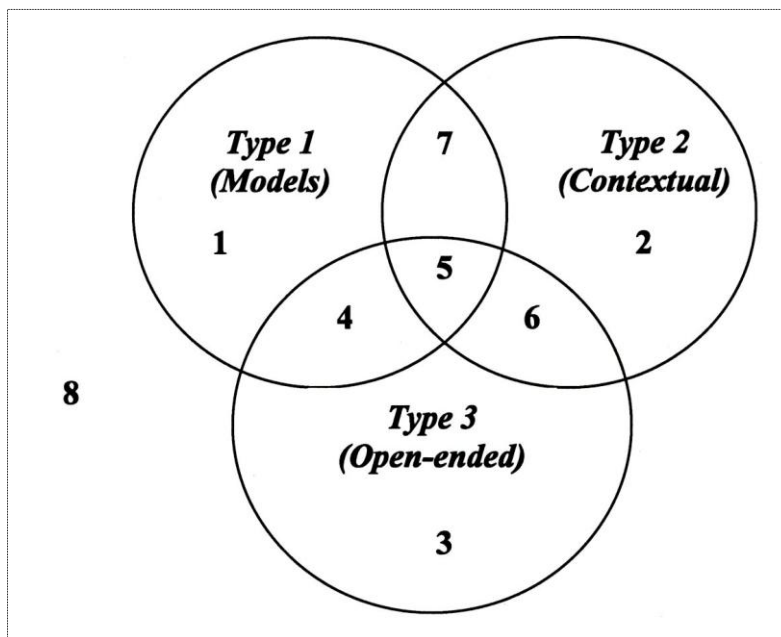 Type 1
(Models)
7
Type 2
(Contextual)
1
2
5
4
6
8
Type 3
(Open-ended)
3